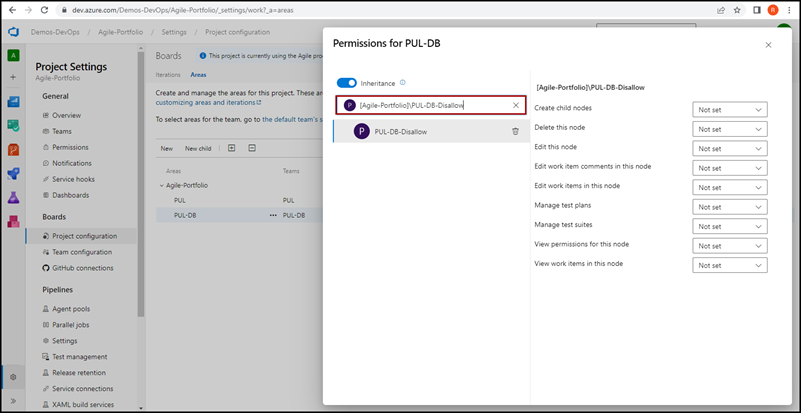 dev.azure.com/Demos-DevOps/Agile-Portfolio/_settings/work?_a=areas
R
Demos-DevOps / Agile-Portfolio / Settings / Project configuration
A
Project Settings
Agile-Portfolio
General
Overview
Teams
Permissions
Notifications
Service hooks
Dashboards
Boards
Project configuration
Team configuration
GitHub connections
Pipelines
Agent pools
Parallel jobs
Settings
Test management
Release retention
Service connections
XAML build services
Boards
This project is currently using the Agile pro
Iterations Areas
Create and manage the areas for this project. These ar
customizing areas and iterations
To select areas for the team, go to the default team's s
New New child
Areas Teams
Agile-Portfolio
PUL PUL
PUL-DB PUL-DB
Permissions for PUL-DB
Inheritance
P [Agile-Portfolio]\PUL-DB-Disallow
P PUL-DB-Disallow
[Agile-Portfolio]\PUL-DB-Disallow
Create child nodes Not set
Delete this node Not set
Edit this node Not set
Edit work item comments in this node Not set
Edit work items in this node Not set
Manage test plans Not set
Manage test suites Not set
View permissions for this node Not set
View work items in this node Not set